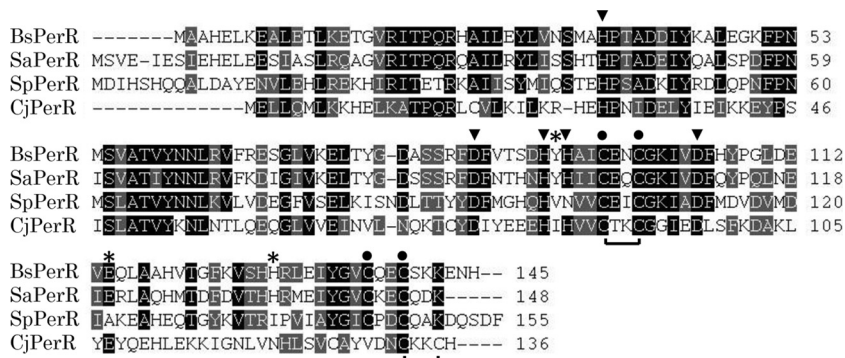 BsPerR -------MAAHELKEALETLKETGVRITPQRHAILEYLVNSMAHPTADDIYKALEGKFPN 53
SaPerR MSVE-IESIEHELEESIASLRQAGVRITPQRQAILRYLISSHTHPTADEIYQALSPDFPN 59
SpPerR MDIHSHQQALDAYENVLEHLREKHIRITETRKAIISYMIQSTEHPSADKIYRDLQPNFPN 60
CjPerR -------------MELLQMLKKHELKATPQRLCVLKILKR-HEHPNIDELYIEIKKEYPS 46
BsPerR MSVATVYNNLRVFRESGLVKELTYG-DASSRFDFVTSDHYHAICENCGKIVDFHYPGLDE 112
SaPerR ISVATIYNNLRVFKDIGIVKELTYG-DSSSRFDFNTHNHYHIICEQCGKIVDFQYPQLNE 118
SpPerR MSLATVYNNLKVLVDEGFVSELKISNDLTTYYDFMGHQHVNVVCEICGKIADFMDVDVMD 120
CjPerR ISLATVYKNLNTLQEQGLVVEINVL-NQKTCYDIYEEEHIHVVCTKCGGIEDLSFKDAKL 105
BsPerR VEQLAAHVTGFKVSHHRLEIYGVCQECSKKENH-- 145
SaPerR IERLAQHMTDFDVTHHRMEIYGVCKECQDK----- 148
SpPerR IAKEAHEQTGYKVTRIPVIAYGICPDCQAKDQSDF 155
CjPerR YEYQEHLEKKIGNLVNHLSVCAYVDNCKKCH---- 136